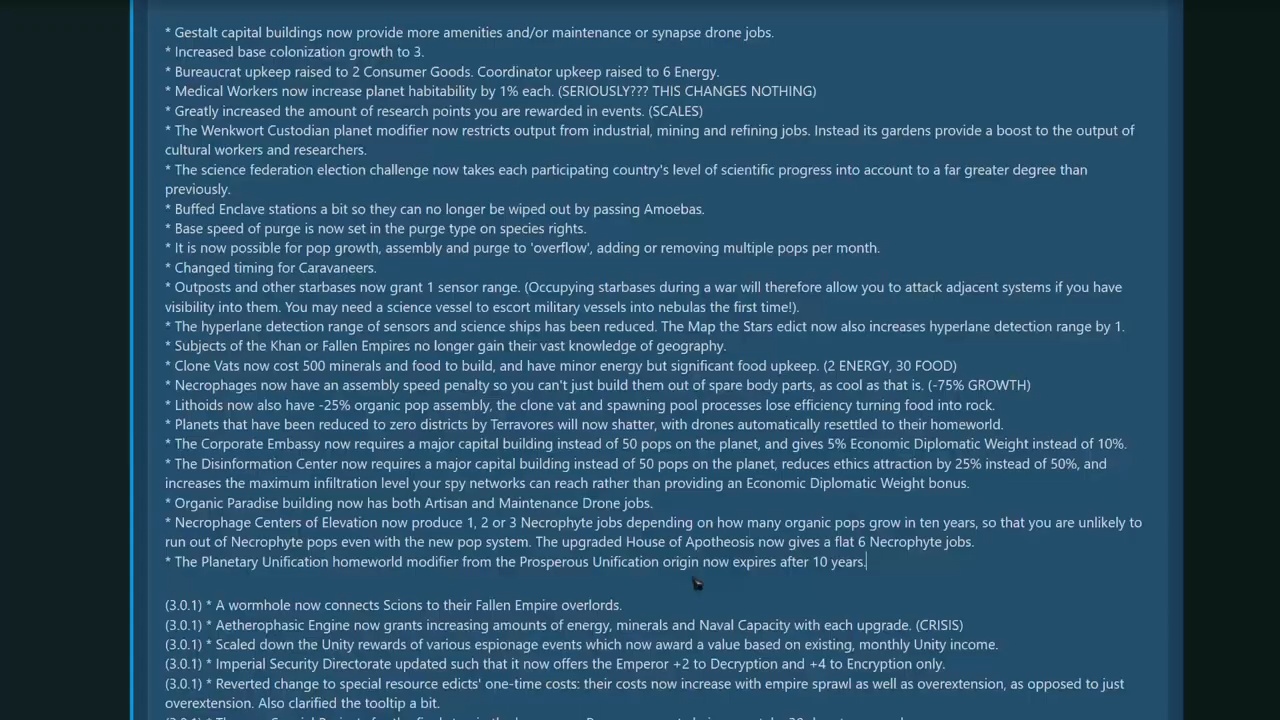 * Gestalt capital buildings now provide more amenities and/or maintenance or synapse drone jobs.
* Increased base colonization growth to 3.
* Bureaucrat upkeep raised to 2 Consumer Goods. Coordinator upkeep raised to 6 Energy.
* Medical Workers now increase planet habitability by 1% each. (SERIOUSLY??? THIS CHANGES NOTHING)
* Greatly increased the amount of research points you are rewarded in events. (SCALES)
* The Wenkwort Custodian planet modifier now restricts output from industrial, mining and refining jobs. Instead its gardens provide a boost to the output of
cultural workers and researchers.
* The science federation election challenge now takes each participating country's level of scientific progress into account to a far greater degree than
previously.
* Buffed Enclave stations a bit so they can no longer be wiped out by passing Amoebas.
* Base speed of purge is now set in the purge type on species rights.
* It is now possible for pop growth, assembly and purge to 'overflow', adding or removing multiple pops per month.
* Changed timing for Caravaneers.
* Outposts and other starbases now grant 1 sensor range. (Occupying starbases during a war will therefore allow you to attack adjacent systems if you have
visibility into them. You may need a science vessel to escort military vessels into nebulas the first time!).
* The hyperlane detection range of sensors and science ships has been reduced. The Map the Stars edict now also increases hyperlane detection range by 1.
* Subjects of the Khan or Fallen Empires no longer gain their vast knowledge of geography.
* Clone Vats now cost 500 minerals and food to build, and have minor energy but significant food upkeep. (2 ENERGY, 30 FOOD)
* Necrophages now have an assembly speed penalty so you can't just build them out of spare body parts, as cool as that is. (-75% GROWTH)
* Lithoids now also have -25% organic pop assembly, the clone vat and spawning pool processes lose efficiency turning food into rock.
* Planets that have been reduced to zero districts by Terravores will now shatter, with drones automatically resettled to their homeworld.
* The Corporate Embassy now requires a major capital building instead of 50 pops on the planet, and gives 5% Economic Diplomatic Weight instead of 10%.
* The Disinformation Center now requires a major capital building instead of 50 pops on the planet, reduces ethics attraction by 25% instead of 50%, and
increases the maximum infiltration level your spy networks can reach rather than providing an Economic Diplomatic Weight bonus.
* Organic Paradise building now has both Artisan and Maintenance Drone jobs.
* Necrophage Centers of Elevation now produce 1, 2 or 3 Necrophyte jobs depending on how many organic pops grow in ten years, so that you are unlikely to
run out of Necrophyte pops even with the new pop system. The upgraded House of Apotheosis now gives a flat 6 Necrophyte jobs.
* The Planetary Unification homeworld modifier from the Prosperous Unification origin now expires after 10 years.
(3.0.1) * A wormhole now connects Scions to their Fallen Empire overlords.
(3.0.1) * Aetherophasic Engine now grants increasing amounts of energy, minerals and Naval Capacity with each upgrade. (CRISIS)
(3.0.1) * Scaled down the Unity rewards of various espionage events which now award a value based on existing, monthly Unity income.
(3.0.1) * Imperial Security Directorate updated such that it now offers the Emperor +2 to Decryption and +4 to Encryption only.
(3.0.1) * Reverted change to special resource edicts' one-time costs: their costs now increase with empire sprawl as well as overextension, as opposed to just
overextension. Also clarified the tooltip a bit.